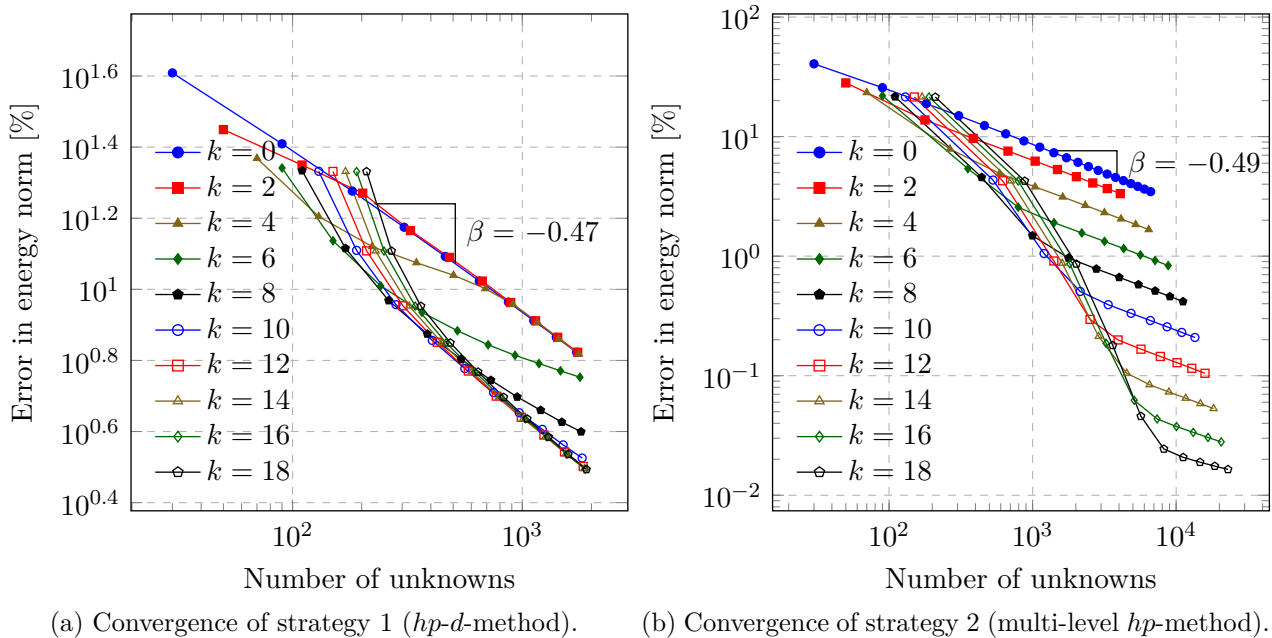 10^1.6
10^1.4
10^1.2
10^1
10^0.8
10^0.6
10^0.4
Error in energy norm [%]
k = 0
k = 2
k = 4
k = 6
k = 8
k = 10
k = 12
k = 14
k = 16
k = 18
β = −0.47
10^2
10^3
Number of unknowns
(a) Convergence of strategy 1 (hp-d-method).
10^2
10^1
10^0
10^−1
10^−2
Error in energy norm [%]
k = 0
k = 2
k = 4
k = 6
k = 8
k = 10
k = 12
k = 14
k = 16
k = 18
β = −0.49
10^2
10^3
10^4
Number of unknowns
(b) Convergence of strategy 2 (multi-level hp-method).